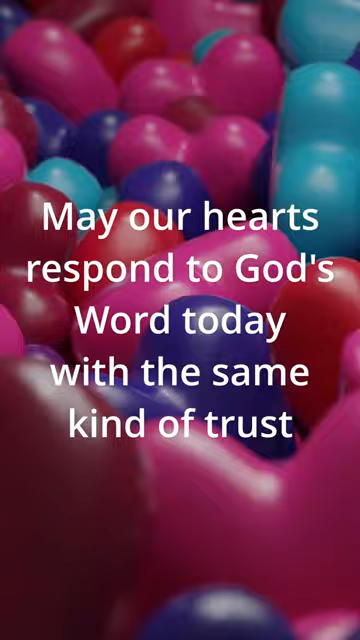 May our hearts
respond to God's
Word today
with the same
kind of trust